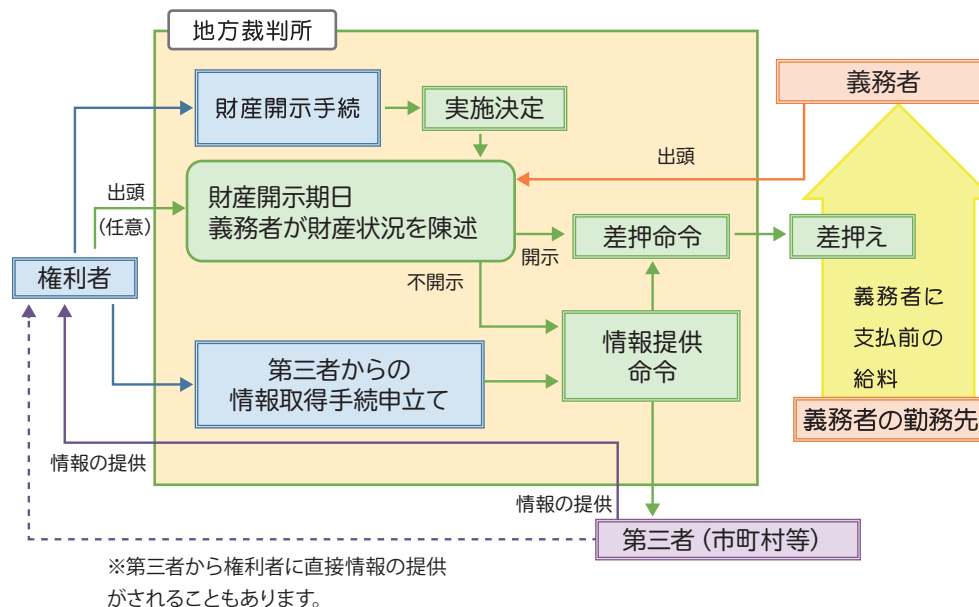 地方裁判所
財産開示手続
実施決定
義務者
出頭
出頭
(任意)
財産開示期日
義務者が財産状況を陳述
開示
差押命令
差押え
権利者
不開示
義務者に
支払前の
給料
第三者からの
情報取得手続申立て
情報提供
命令
義務者の勤務先
情報の提供
情報の提供
第三者(市町村等)
※第三者から権利者に直接情報の提供
がされることもあります。